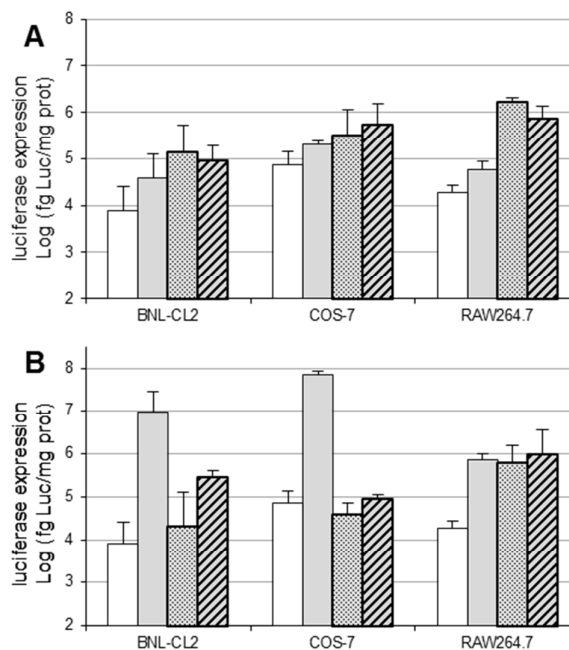 A
8
7
6
5
4
3
2
luciferase expression
Log (fg Luc/mg prot)
BNL-CL2 COS-7 RAW264.7
B
8
7
6
5
4
3
2
luciferase expression
Log (fg Luc/mg prot)
BNL-CL2 COS-7 RAW264.7